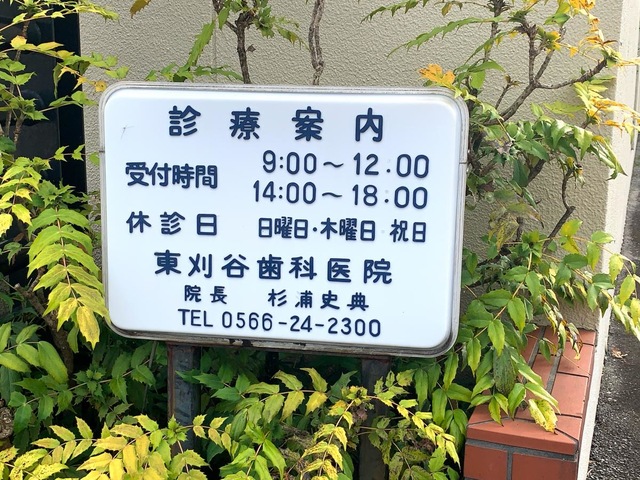 診療案内
受付時間 9:00～12:00
14:00～18:00
休診日 日曜日・木曜日 祝日
東刈谷歯科医院
院長 杉浦史典
TEL 0566-24-2300